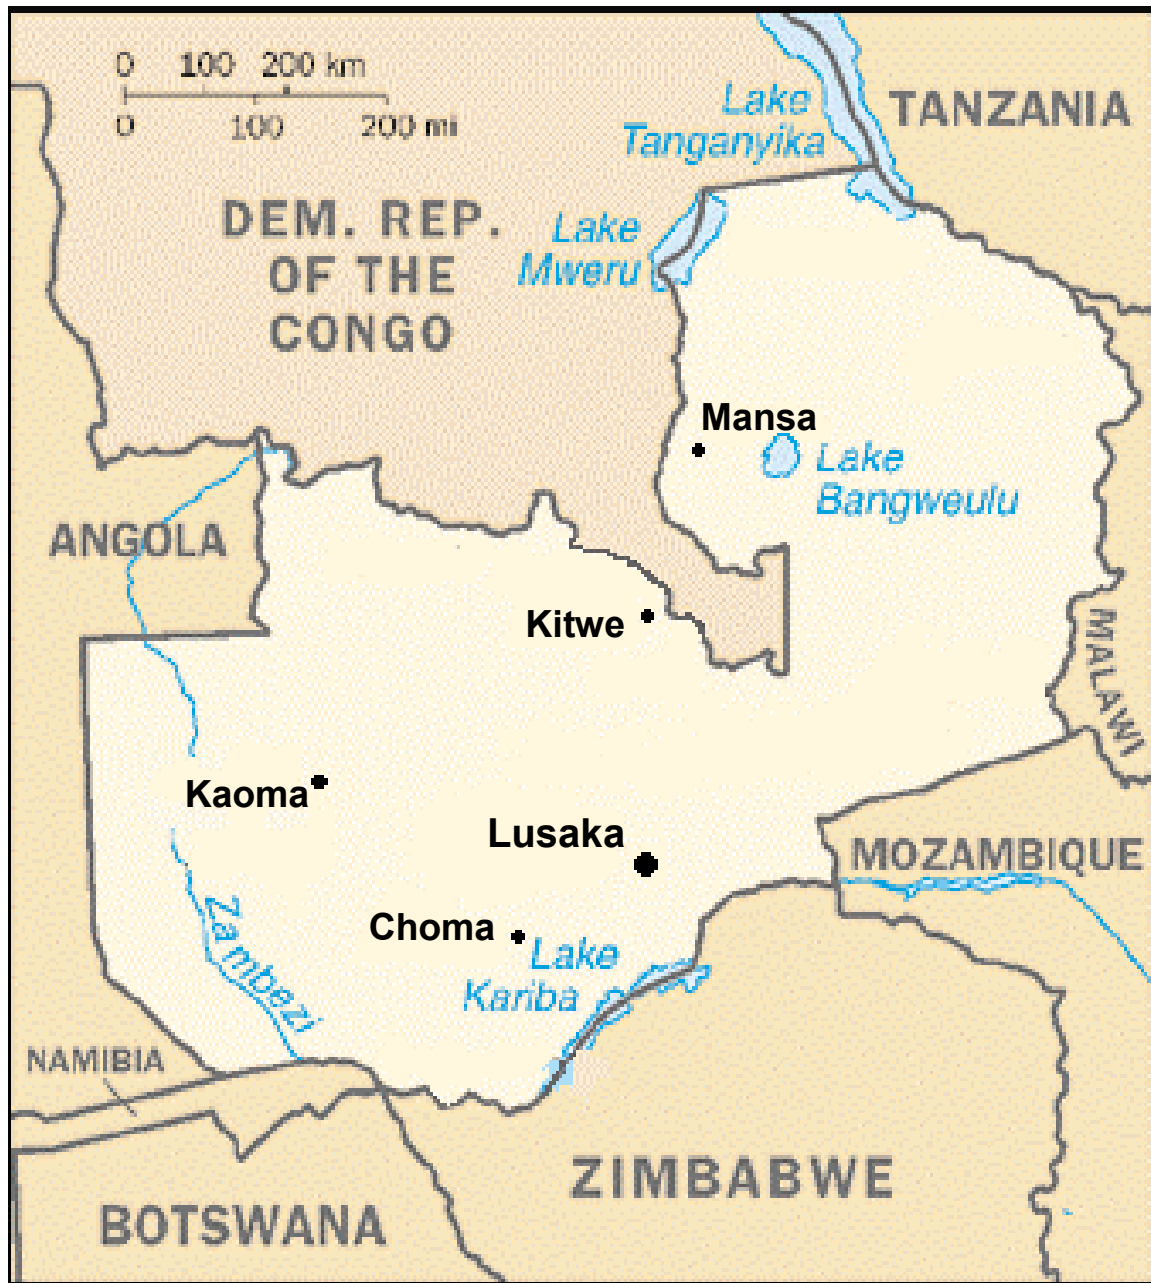 0 100 200 km
0 100 200 mi
Lake
Tanganyika
TANZANIA
DEM. REP.
OF THE
CONGO
Lake
Mweru
Mansa
Lake
Bangweulu
ANGOLA
Kitwe
MALAWI
Kaoma
Lusaka
MOZAMBIQUE
Choma
Lake
Kariba
Zambezi
NAMIBIA
ZIMBABWE
BOTSWANA